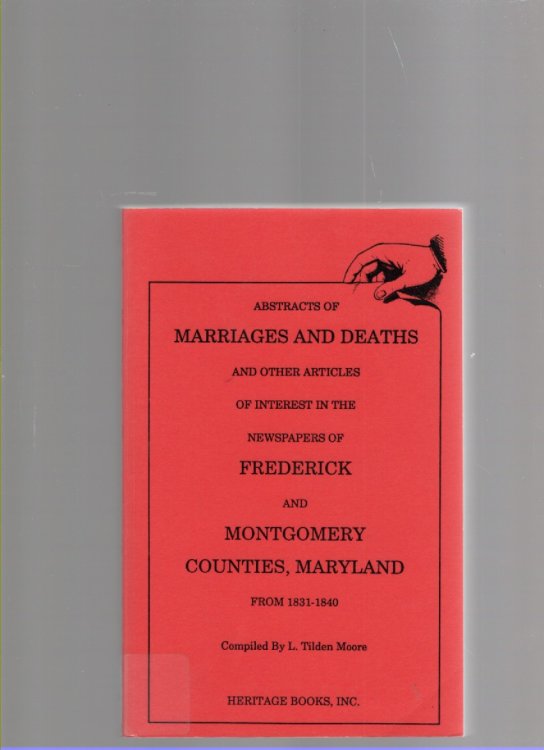 ABSTRACTS OF
MARRIAGES AND DEATHS
AND OTHER ARTICLES
OF INTEREST IN THE
NEWSPAPERS OF
FREDERICK
AND
MONTGOMERY
COUNTIES, MARYLAND
FROM 1831-1840
Compiled By L. Tilden Moore
HERITAGE BOOKS, INC.